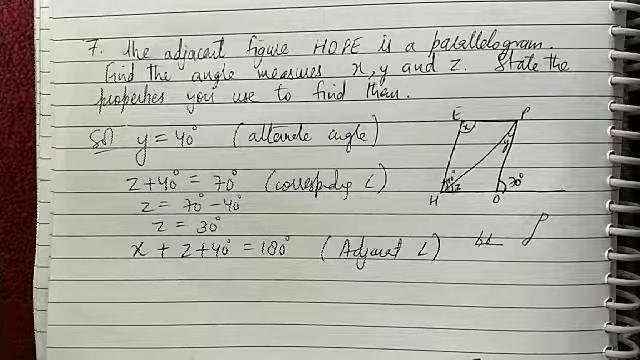 7. The adjacent figure HOPE is a parallelogram.
Find the angle measures x, y and z. State the
properties you use to find them.
Sol y = 40° (alternate angle)
z + 40° = 70° (corresponding ∠)
z = 70° - 40°
z = 30°
x + z + 40° = 180° (Adjacent ∠)
E P
x
y
40°
z
70°
H O